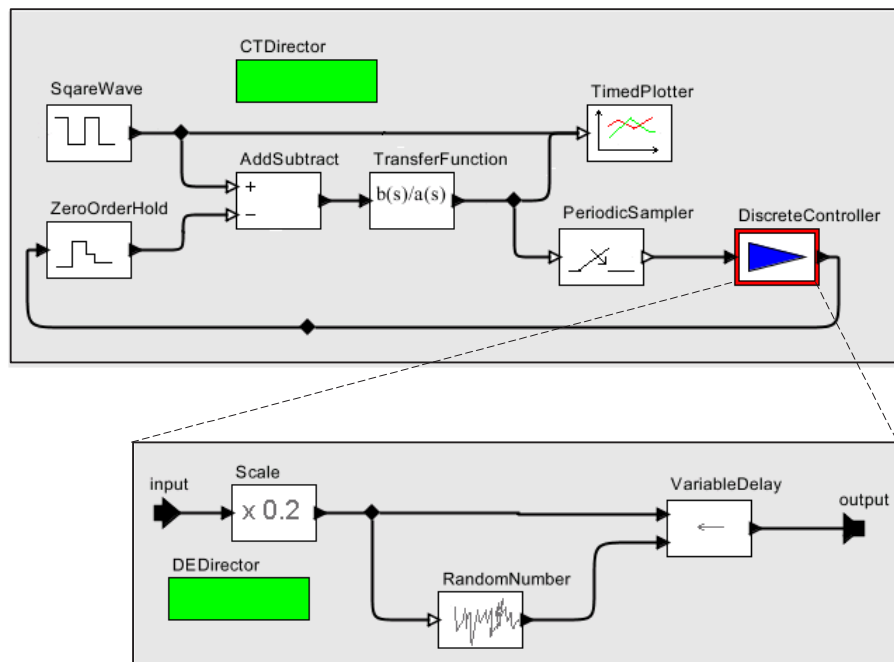 CTDirector
SqareWave
TimedPlotter
AddSubtract
TransferFunction
+
b(s)/a(s)
−
ZeroOrderHold
PeriodicSampler
DiscreteController
Scale
input
x 0.2
VariableDelay
output
DEDirector
RandomNumber